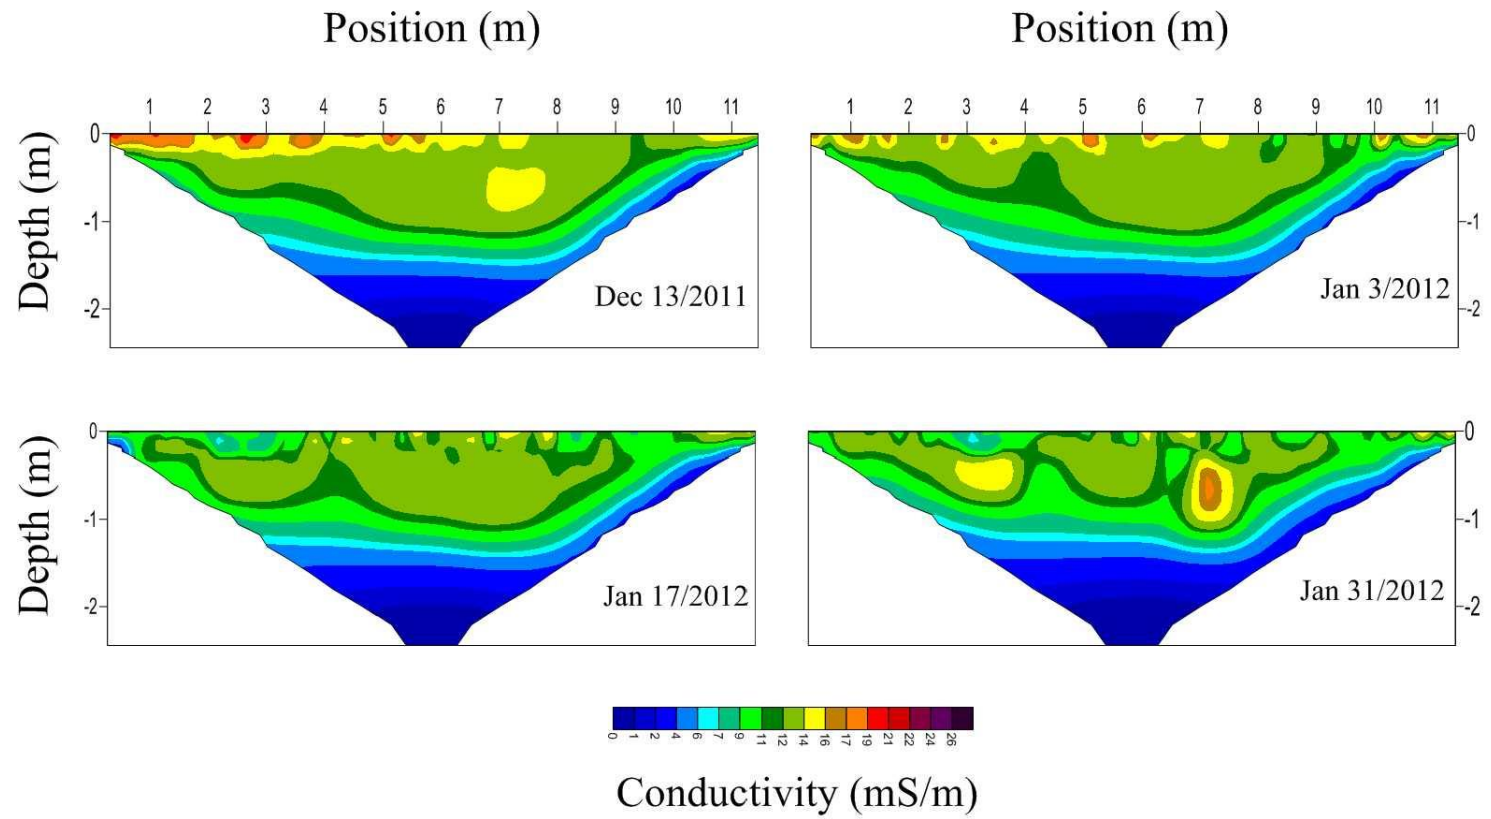 Position (m) Position (m)
1 2 3 4 5 6 7 8 9 10 11 1 2 3 4 5 6 7 8 9 10 11
0 0
Depth (m)
-1 -1
Dec 13/2011 Jan 3/2012
-2 -2
0 0
Depth (m)
-1 -1
Jan 17/2012 Jan 31/2012
-2 -2
0 1 2 4 6 7 9 11 12 14 16 17 19 21 22 24 26
Conductivity (mS/m)